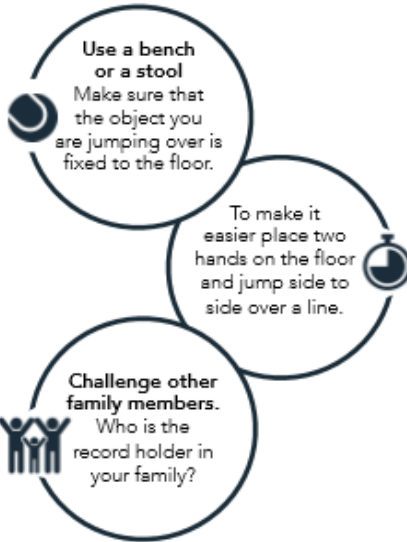 Use a bench
or a stool
Make sure that
the object you
are jumping over is
fixed to the floor.
To make it
easier place two
hands on the floor
and jump side to
side over a line.
Challenge other
family members.
Who is the
record holder in
your family?